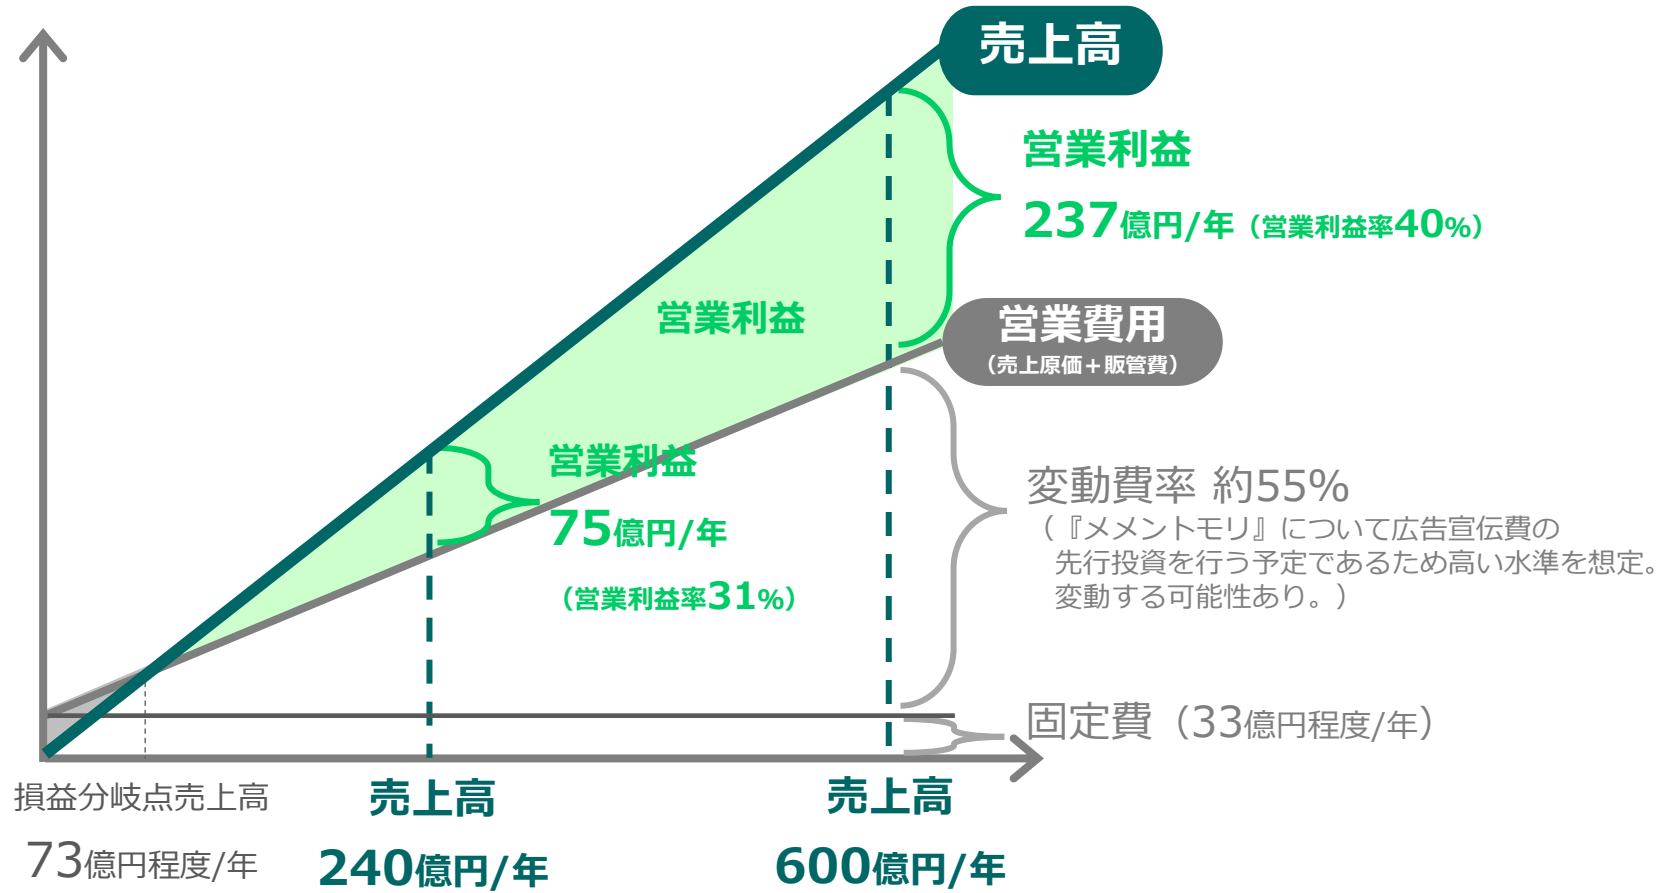 売上高
営業利益
237億円/年（営業利益率40%）
営業利益
営業費用
（売上原価＋販管費）
営業利益
75億円/年
（営業利益率31%）
変動費率 約55%
（『メメントモリ』について広告宣伝費の
先行投資を行う予定であるため高い水準を想定。
変動する可能性あり。）
固定費（33億円程度/年）
損益分岐点売上高
73億円程度/年
売上高
240億円/年
売上高
600億円/年